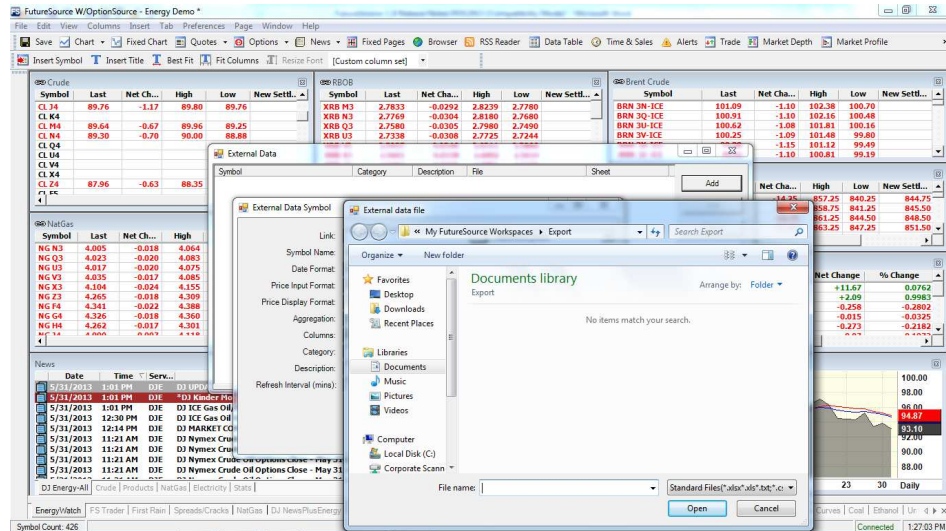 FutureSource W/OptionSource - Energy Demo *
File Edit View Columns Insert Tab Preferences Page Window Help
Save Chart Fixed Chart Quotes Options News Fixed Pages Browser RSS Reader Data Table Time & Sales Alerts Trade Market Depth Market Profile
Insert Symbol Insert Title Best Fit Fit Columns Resize Font [Custom column set]
Crude
Symbol Last Net Ch... High Low New Settl...
CL J4 89.76 -1.17 89.80 89.76
CL K4
CL M4 89.64 -0.67 89.96 89.25
CL N4 89.30 -0.70 90.00 88.88
CL Q4
CL U4
CL V4
CL X4
CL Z4 87.96 -0.63 88.35
RBOB
Symbol Last Net Cha... High Low New Settl...
XRB M3 2.7833 -0.0292 2.8239 2.7780
XRB N3 2.7769 -0.0304 2.8180 2.7680
XRB Q3 2.7580 -0.0305 2.7980 2.7490
XRB U3 2.7338 -0.0308 2.7725 2.7244
Brent Crude
Symbol Last Net Cha... High Low New Settl...
BRN 3N-ICE 101.09 -1.10 102.38 100.70
BRN 3Q-ICE 100.91 -1.10 102.16 100.48
BRN 3U-ICE 100.62 -1.08 101.81 100.16
BRN 3V-ICE 100.25 -1.09 101.48 99.80
-1.15 101.12 99.49
-1.10 100.81 99.19
Net Cha... High Low New Settl...
857.25 840.25 844.75
858.75 841.25 845.50
861.25 844.50 848.50
863.25 847.25 851.50
NatGas
Symbol Last Net Ch... High
NG N3 4.005 -0.018 4.064
NG Q3 4.023 -0.020 4.083
NG U3 4.017 -0.020 4.075
NG V3 4.035 -0.017 4.085
NG X3 4.104 -0.024 4.155
NG Z3 4.265 -0.018 4.309
NG F4 4.341 -0.022 4.388
NG G4 4.326 -0.018 4.360
NG H4 4.262 -0.017 4.301
Net Change % Change
+11.67 0.0762
+2.09 0.9983
-0.258 -0.2802
-0.015 -0.0325
-0.273 -0.2182
External Data
Symbol Category Description File Sheet
Add
External Data Symbol
Link:
Symbol Name:
Date Format:
Price Input Format:
Price Display Format:
Aggregation:
Columns:
Category:
Description:
Refresh Interval (mins):
External data file
« My FutureSource Workspaces Export
Search Export
Organize New folder
Favorites
Desktop
Downloads
Recent Places
Libraries
Documents
Music
Pictures
Videos
Computer
Local Disk (C:)
Corporate Scann
Documents library
Export
Arrange by: Folder
No items match your search.
File name:
Standard Files(*.xlsx*.xls*.txt;*.c:
Open Cancel
News
Date Time Serv...
5/31/2013 1:01 PM DJE DJ UPDA
5/31/2013 1:01 PM DJE *DJ Kinder Mo
5/31/2013 1:01 PM DJE DJ ICE Gas Oil
5/31/2013 12:30 PM DJE DJ ICE Gas Oil
5/31/2013 12:14 PM DJE DJ MARKET CO
5/31/2013 11:21 AM DJE DJ Nymex Crud
5/31/2013 11:21 AM DJE DJ Nymex Crud
5/31/2013 11:21 AM DJE DJ Nymex Crude Oil Options Close - May 31
DJ Energy-All Crude Products NatGas Electricity Stats
100.00
98.00
96.00
94.87
93.10
92.00
90.00
88.00
23 30 Daily
EnergyWatch FS Trader First Rain Spreads/Cracks NatGas DJ NewsPlusEnergy
Curves Coal Ethanol
Symbol Count: 426
Connected 1:27:03 PM